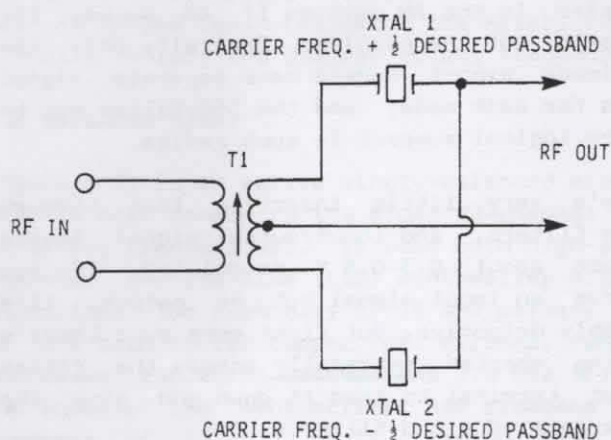 XTAL 1
CARRIER FREQ. + ½ DESIRED PASSBAND
T1
RF OUT
RF IN
XTAL 2
CARRIER FREQ. - ½ DESIRED PASSBAND